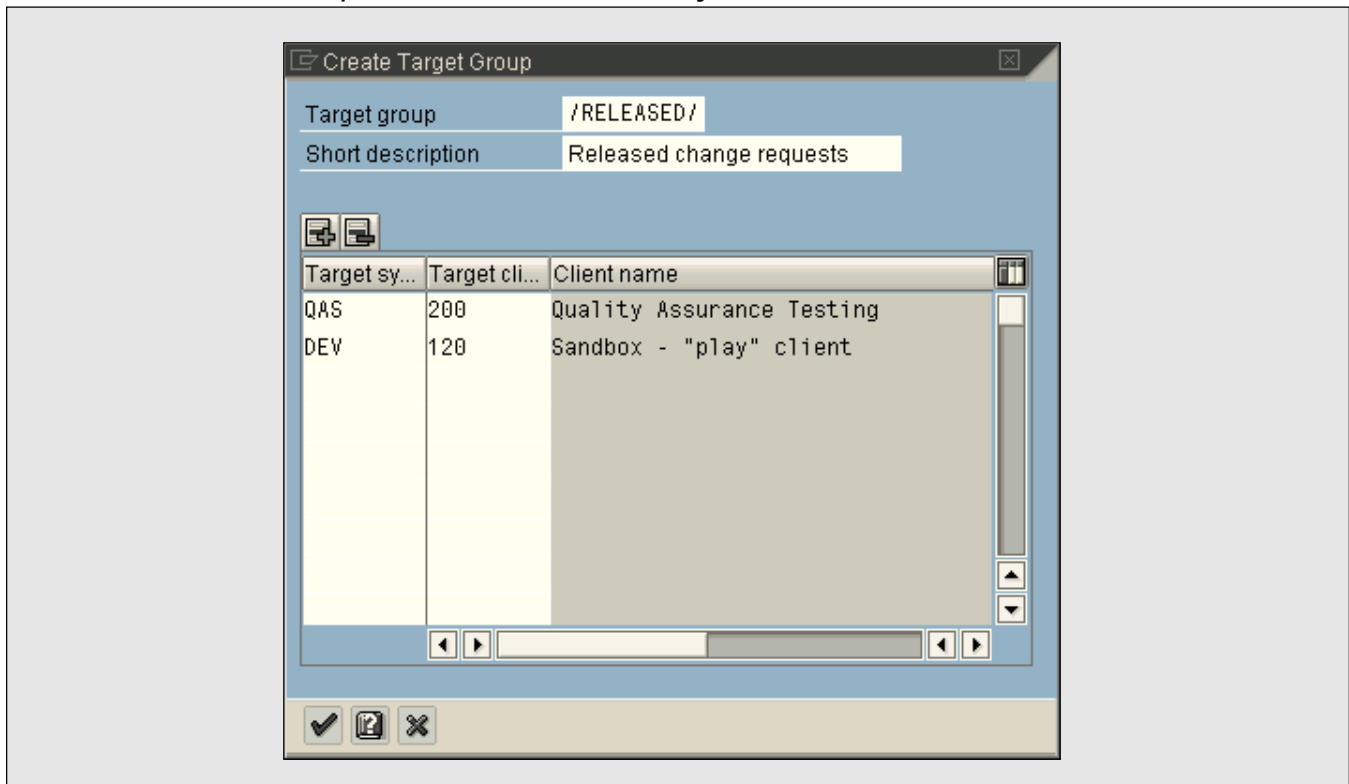 Create Target Group
Target group /RELEASED/
Short description Released change requests
Target sy... Target cli... Client name
QAS 200 Quality Assurance Testing
DEV 120 Sandbox - "play" client